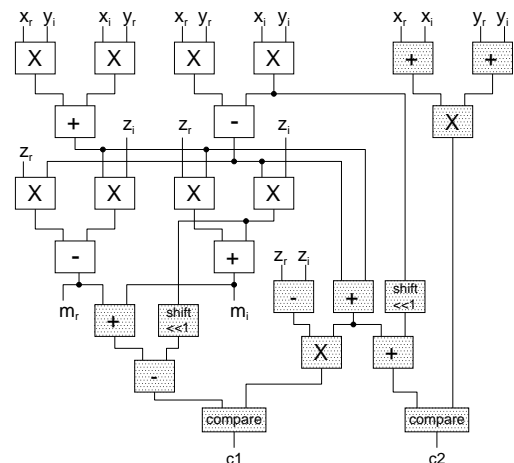 xr yi xi yr xr yr xi yi xr xi yr yi
X X X X + +
+ - X
zr zi zr zi
X X X X
- + zr zi
mr + shift <<1 mi - + shift <<1
- X +
compare compare
c1 c2